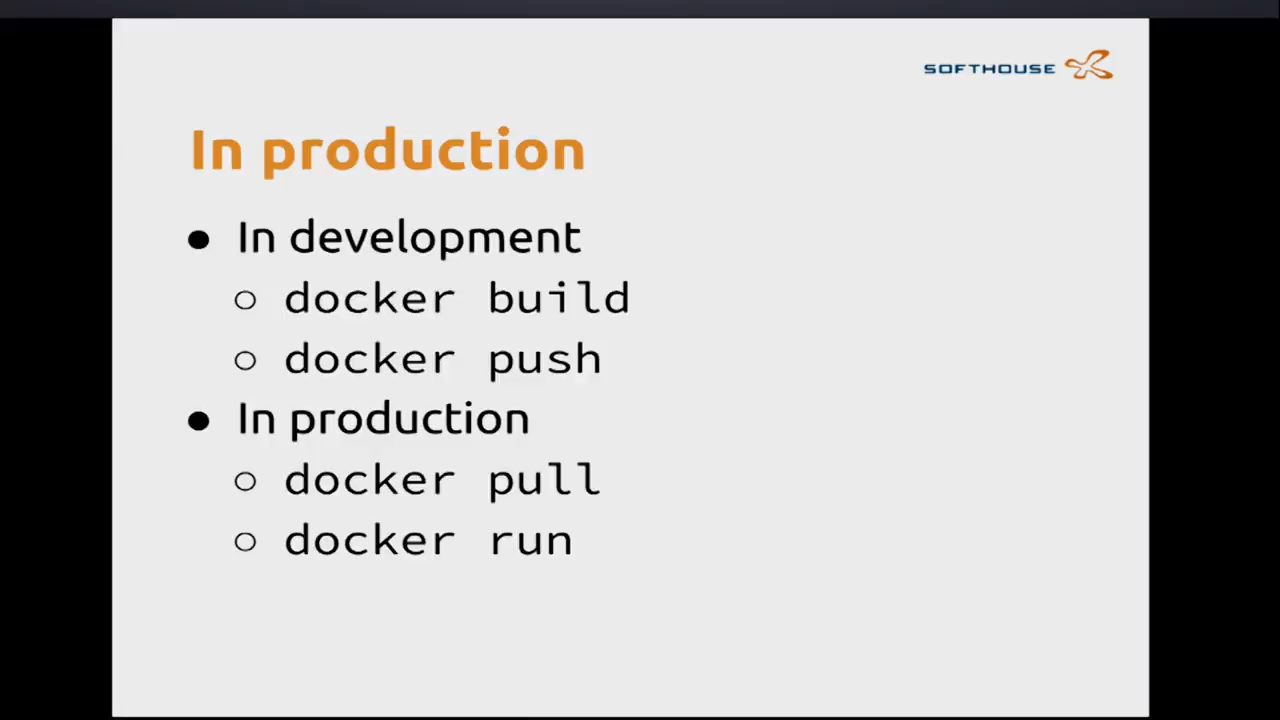 SOFTHOUSE
In production
● In development
○ docker build
○ docker push
● In production
○ docker pull
○ docker run